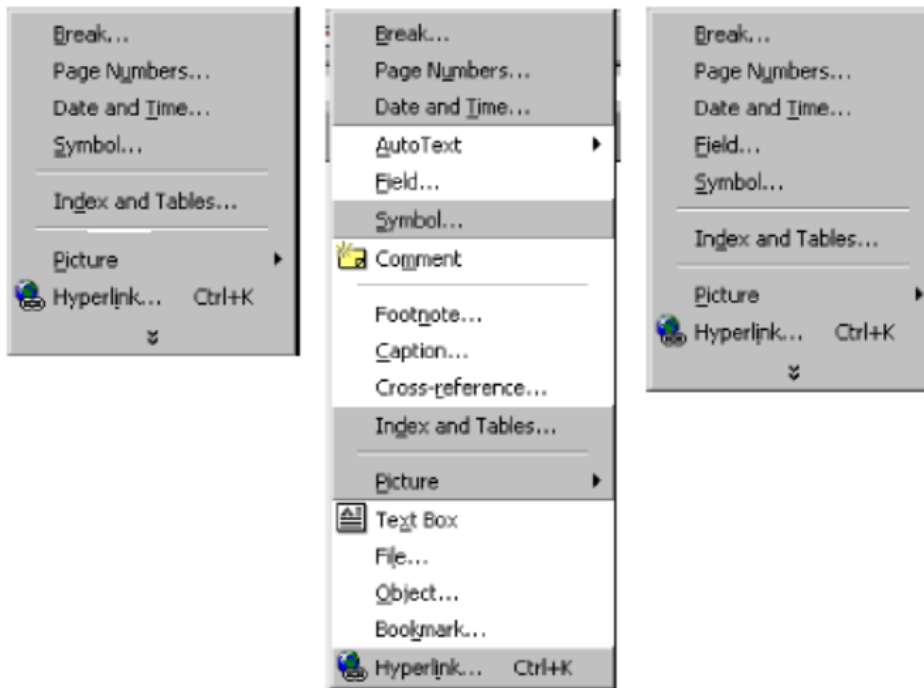 Break...
Page Numbers...
Date and Time...
Symbol...
Index and Tables...
Picture
Hyperlink... Ctrl+K
Break...
Page Numbers...
Date and Time...
AutoText
Field...
Symbol...
Comment
Footnote...
Caption...
Cross-reference...
Index and Tables...
Picture
Text Box
File...
Object...
Bookmark...
Hyperlink... Ctrl+K
Break...
Page Numbers...
Date and Time...
Field...
Symbol...
Index and Tables...
Picture
Hyperlink... Ctrl+K